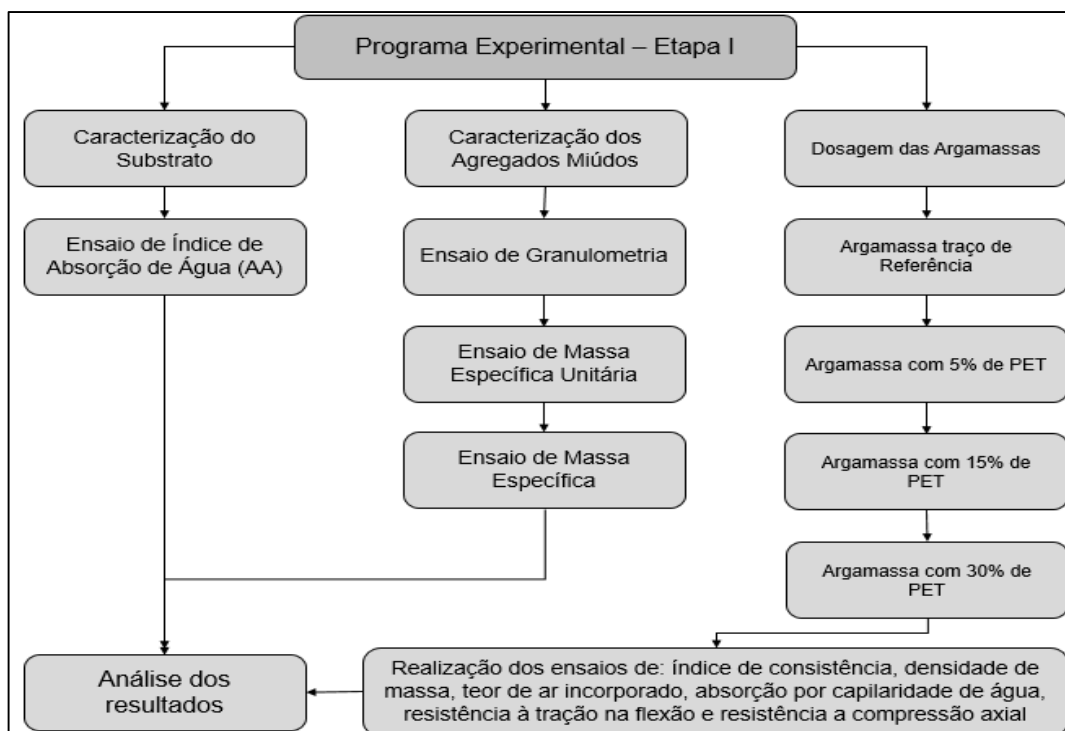 Programa Experimental – Etapa I
Caracterização do
Substrato
Ensaio de Índice de
Absorção de Água (AA)
Caracterização dos
Agregados Miúdos
Ensaio de Granulometria
Ensaio de Massa
Específica Unitária
Ensaio de Massa
Específica
Dosagem das Argamassas
Argamassa traço de
Referência
Argamassa com 5% de PET
Argamassa com 15% de
PET
Argamassa com 30% de
PET
Realização dos ensaios de: índice de consistência, densidade de
massa, teor de ar incorporado, absorção por capilaridade de água,
resistência à tração na flexão e resistência a compressão axial
Análise dos
resultados